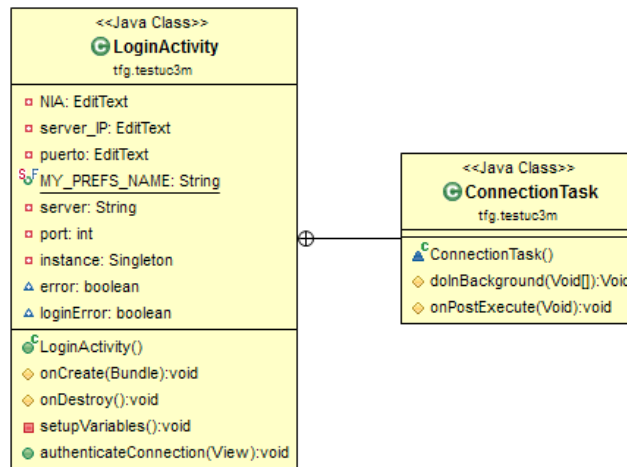 <<Java Class>>
LoginActivity
tfg.testuc3m
NIA: EditText
server_IP: EditText
puerto: EditText
MY_PREFS_NAME: String
server: String
port: int
instance: Singleton
error: boolean
loginError: boolean
LoginActivity()
onCreate(Bundle):void
onDestroy():void
setupVariables():void
authenticateConnection(View):void
<<Java Class>>
ConnectionTask
tfg.testuc3m
ConnectionTask()
doInBackground(Void[]):Void
onPostExecute(Void):void